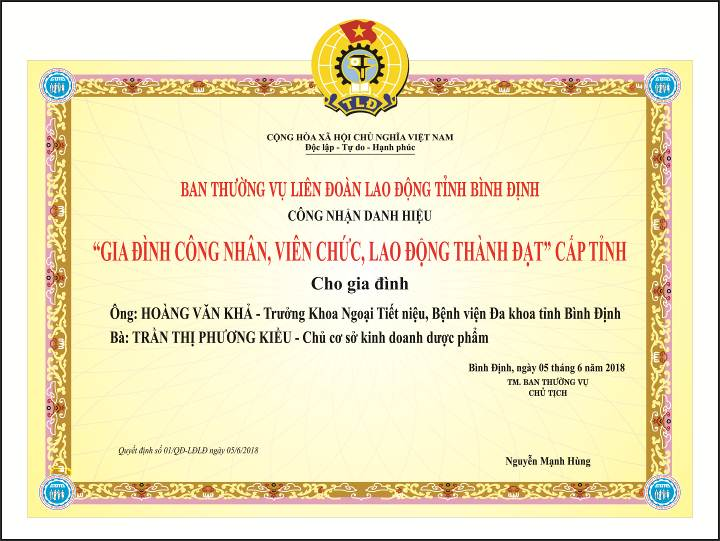 TLĐ
CỘNG HÒA XÃ HỘI CHỦ NGHĨA VIỆT NAM
Độc lập - Tự do - Hạnh phúc
BAN THƯỜNG VỤ LIÊN ĐOÀN LAO ĐỘNG TỈNH BÌNH ĐỊNH
CÔNG NHẬN DANH HIỆU
“GIA ĐÌNH CÔNG NHÂN, VIÊN CHỨC, LAO ĐỘNG THÀNH ĐẠT” CẤP TỈNH
Cho gia đình
Ông: HOÀNG VĂN KHẢ - Trưởng Khoa Ngoại Tiết niệu, Bệnh viện Đa khoa tỉnh Bình Định
Bà: TRẦN THỊ PHƯƠNG KIỀU - Chủ cơ sở kinh doanh dược phẩm
Bình Định, ngày 05 tháng 6 năm 2018
TM. BAN THƯỜNG VỤ
CHỦ TỊCH
Quyết định số 01/QĐ-LĐLĐ ngày 05/6/2018
Nguyễn Mạnh Hùng